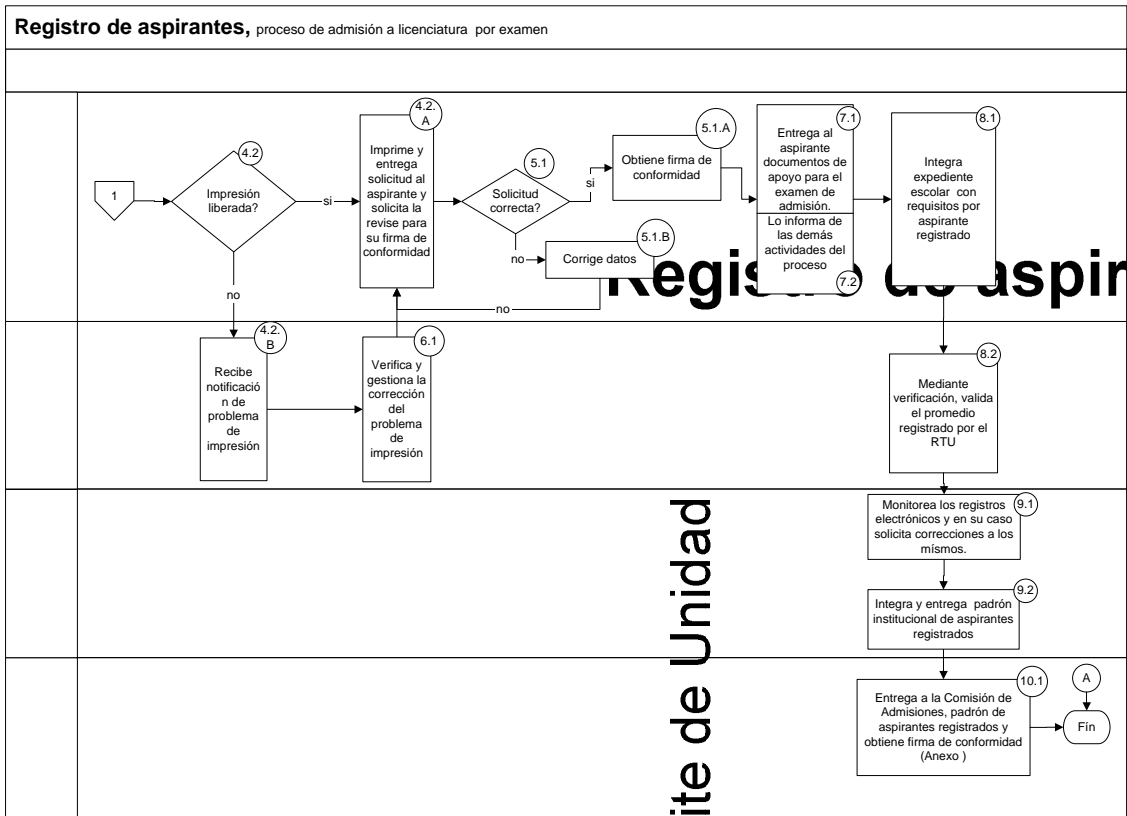 Registro de aspirantes, proceso de admisión a licenciatura por examen
1
4.2
Impresión
liberada?
si
no
4.2.
A
Imprime y
entrega
solicitud al
aspirante y
solicita la
revise para
su firma de
conformidad
5.1
Solicitud
correcta?
si
no
5.1.A
Obtiene firma de
conformidad
5.1.B
Corrige datos
no
7.1
Entrega al
aspirante
documentos de
apoyo para el
examen de
admisión.
Lo informa de
las demás
actividades del
proceso
7.2
8.1
Integra
expediente
escolar con
requisitos por
aspirante
registrado
Registro de aspir
4.2.
B
Recibe
notificació
n de
problema
de
impresión
6.1
Verifica y
gestiona la
corrección
del
problema
de
impresión
8.2
Mediante
verificación, valida
el promedio
registrado por el
RTU
9.1
Monitorea los registros
electrónicos y en su caso
solicita correcciones a los
mísmos.
9.2
Integra y entrega padrón
institucional de aspirantes
registrados
ite de Unidad
10.1
Entrega a la Comisión de
Admisiones, padrón de
aspirantes registrados y
obtiene firma de conformidad
(Anexo )
A
Fín